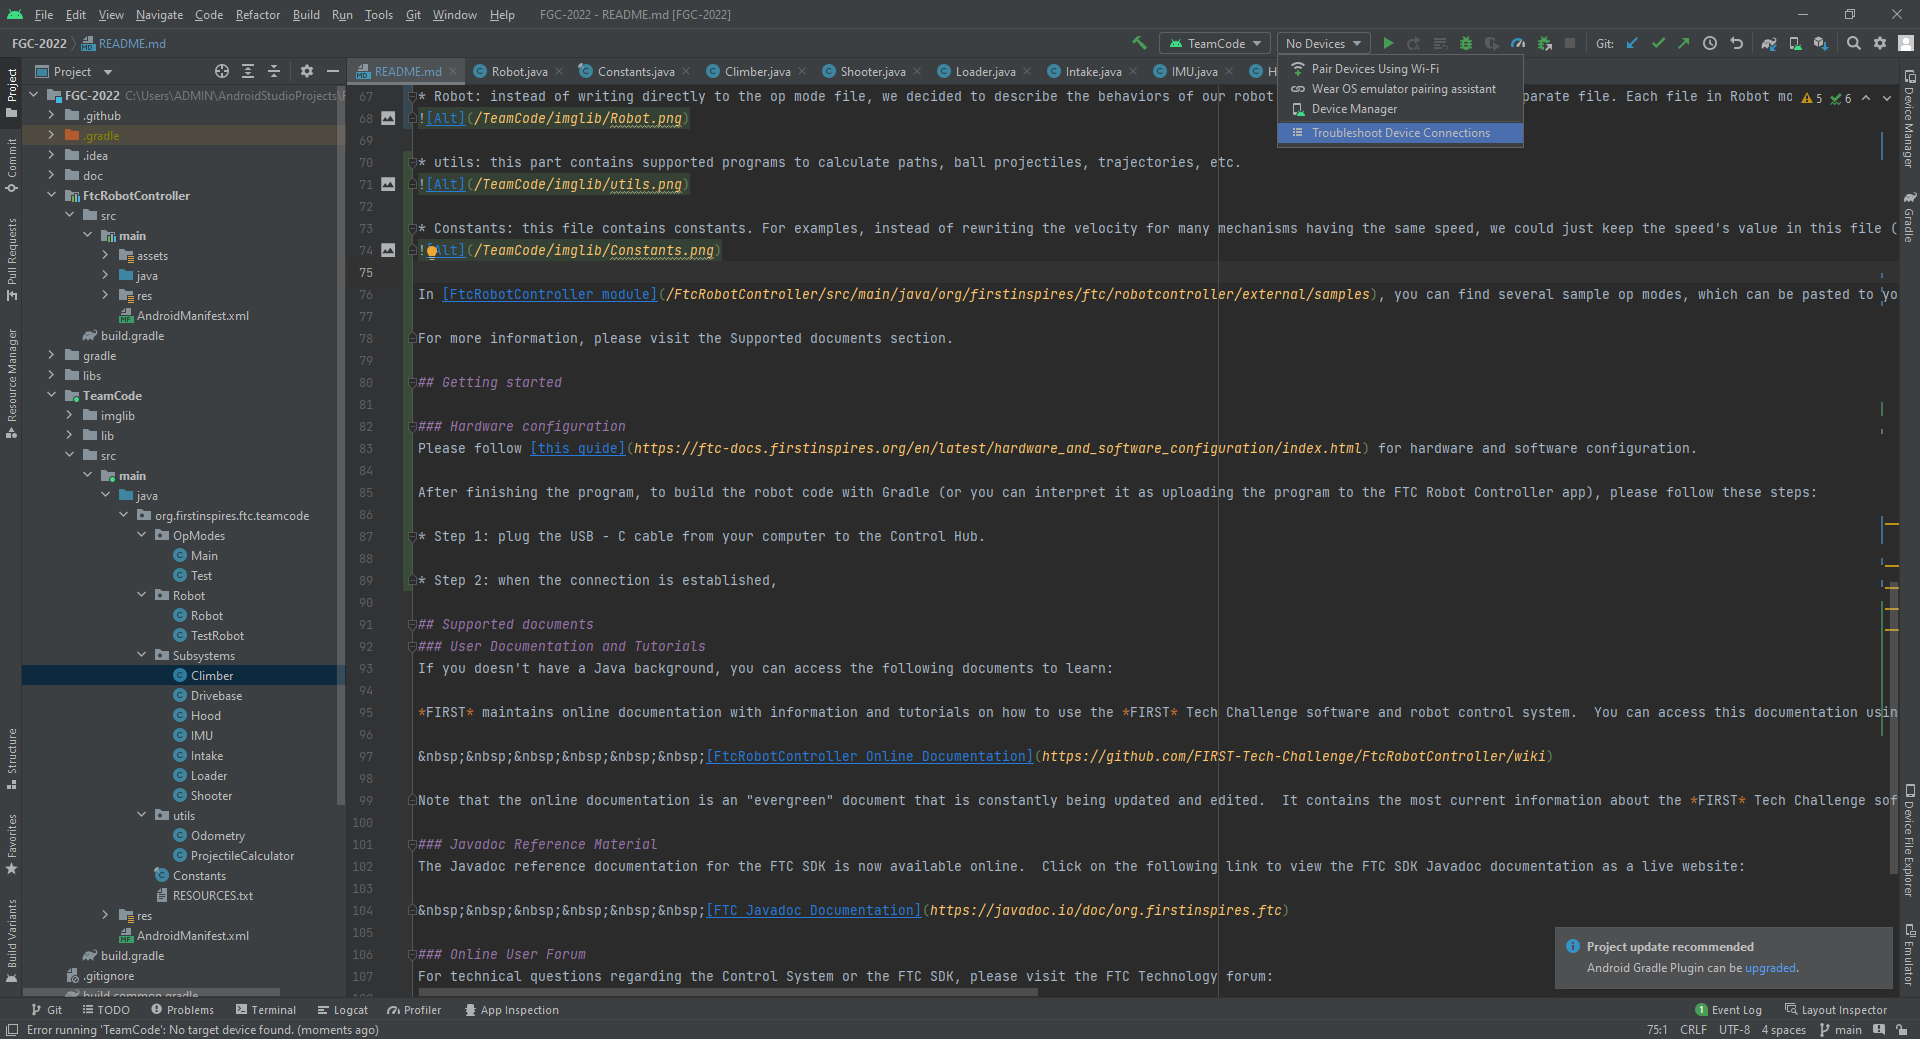 File Edit View Navigate Code Refactor Build Run Tools Git Window Help FGC-2022 - README.md [FGC-2022]
FGC-2022 README.md TeamCode No Devices Git:
Pair Devices Using Wi-Fi
Wear OS emulator pairing assistant
Device Manager
Troubleshoot Device Connections
Project
Commit
Pull Requests
Resource Manager
Structure
Favorites
Build Variants
Project
FGC-2022 C:\Users\ADMIN\AndroidStudioProjects\
.github
.gradle
.idea
doc
FtcRobotController
src
main
assets
java
res
AndroidManifest.xml
build.gradle
gradle
libs
TeamCode
imglib
lib
src
main
java
org.firstinspires.ftc.teamcode
OpModes
Main
Test
Robot
Robot
TestRobot
Subsystems
Climber
Drivebase
Hood
IMU
Intake
Loader
Shooter
utils
Odometry
ProjectileCalculator
Constants
RESOURCES.txt
res
AndroidManifest.xml
build.gradle
.gitignore
build.common.gradle
README.md Robot.java Constants.java Climber.java Shooter.java Loader.java Intake.java IMU.java H
5 6
67 * Robot: instead of writing directly to the op mode file, we decided to describe the behaviors of our robot parate file. Each file in Robot mo
68 ![Alt](/TeamCode/imglib/Robot.png)
69
70 * utils: this part contains supported programs to calculate paths, ball projectiles, trajectories, etc.
71 ![Alt](/TeamCode/imglib/utils.png)
72
73 * Constants: this file contains constants. For examples, instead of rewriting the velocity for many mechanisms having the same speed, we could just keep the speed's value in this file (
74 ![Alt](/TeamCode/imglib/Constants.png)
75
76 In [FtcRobotController module](/FtcRobotController/src/main/java/org/firstinspires/ftc/robotcontroller/external/samples), you can find several sample op modes, which can be pasted to yo
77
78 For more information, please visit the Supported documents section.
79
80 ## Getting started
81
82 ### Hardware configuration
83 Please follow [this guide](https://ftc-docs.firstinspires.org/en/latest/hardware_and_software_configuration/index.html) for hardware and software configuration.
84
85 After finishing the program, to build the robot code with Gradle (or you can interpret it as uploading the program to the FTC Robot Controller app), please follow these steps:
86
87 * Step 1: plug the USB - C cable from your computer to the Control Hub.
88
89 * Step 2: when the connection is established,
90
91 ## Supported documents
92 ### User Documentation and Tutorials
93 If you doesn't have a Java background, you can access the following documents to learn:
94
95 *FIRST* maintains online documentation with information and tutorials on how to use the *FIRST* Tech Challenge software and robot control system.  You can access this documentation usin
96
97 &nbsp;&nbsp;&nbsp;&nbsp;&nbsp;&nbsp;[FtcRobotController Online Documentation](https://github.com/FIRST-Tech-Challenge/FtcRobotController/wiki)
98
99 Note that the online documentation is an "evergreen" document that is constantly being updated and edited.  It contains the most current information about the *FIRST* Tech Challenge sof
100
101 ### Javadoc Reference Material
102 The Javadoc reference documentation for the FTC SDK is now available online.  Click on the following link to view the FTC SDK Javadoc documentation as a live website:
103
104 &nbsp;&nbsp;&nbsp;&nbsp;&nbsp;&nbsp;[FTC Javadoc Documentation](https://javadoc.io/doc/org.firstinspires.ftc)
105
106 ### Online User Forum
107 For technical questions regarding the Control System or the FTC SDK, please visit the FTC Technology forum:
Project update recommended
Android Gradle Plugin can be upgraded.
Device Manager
Gradle
Device File Explorer
Emulator
Git TODO Problems Terminal Logcat Profiler App Inspection 1 Event Log Layout Inspector
Error running 'TeamCode': No target device found. (moments ago) 75:1 CRLF UTF-8 4 spaces main